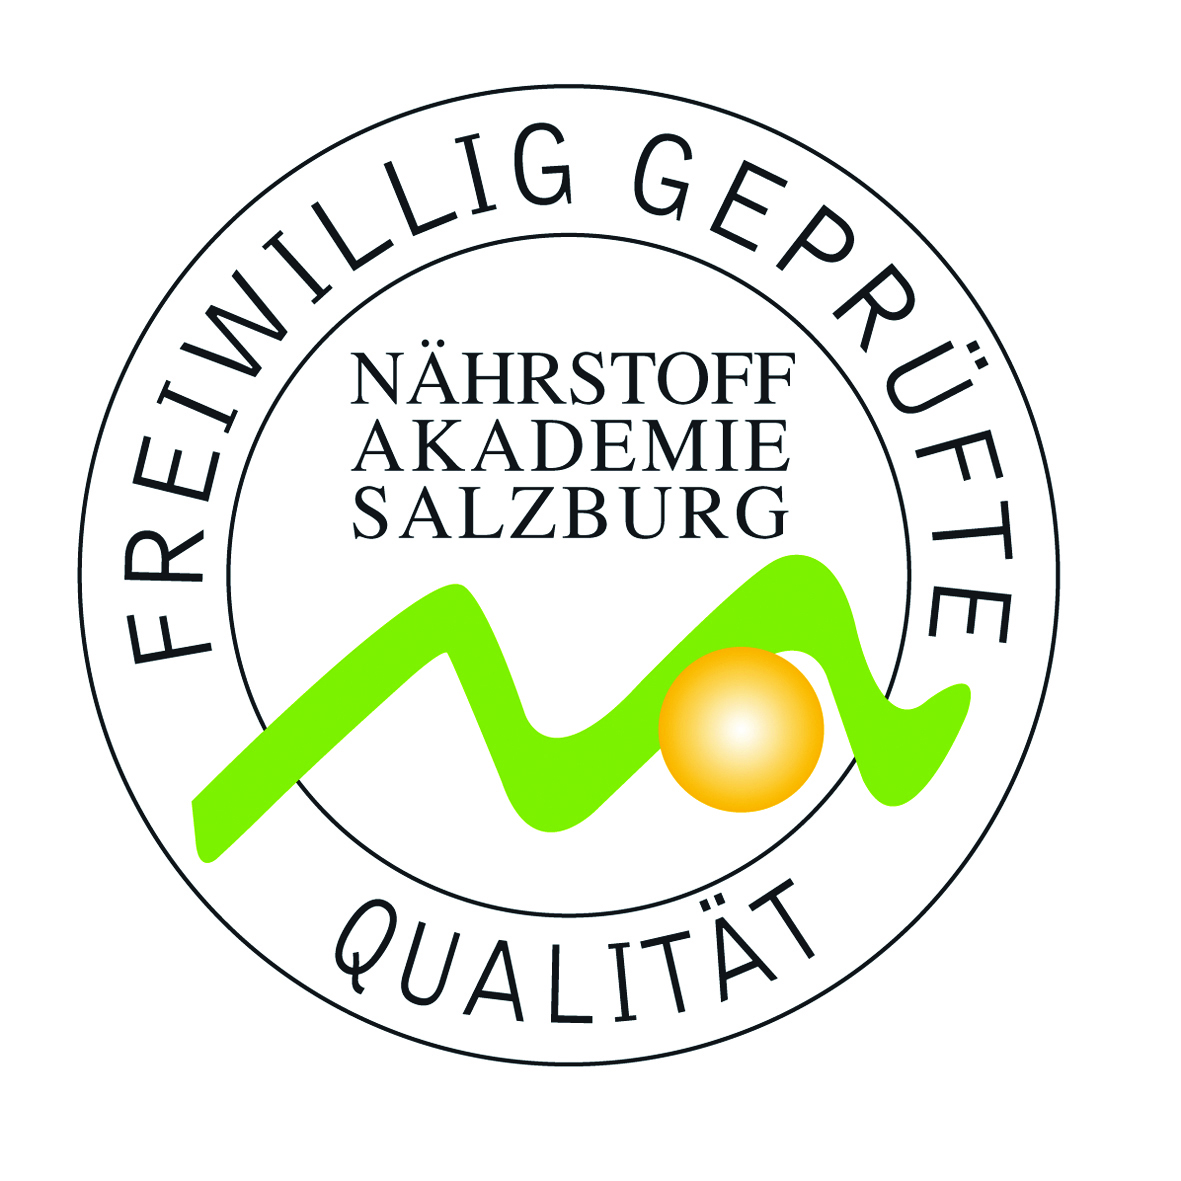 FREIWILLIG GEPRÜFTE
NÄHRSTOFF
AKADEMIE
SALZBURG
QUALITÄT